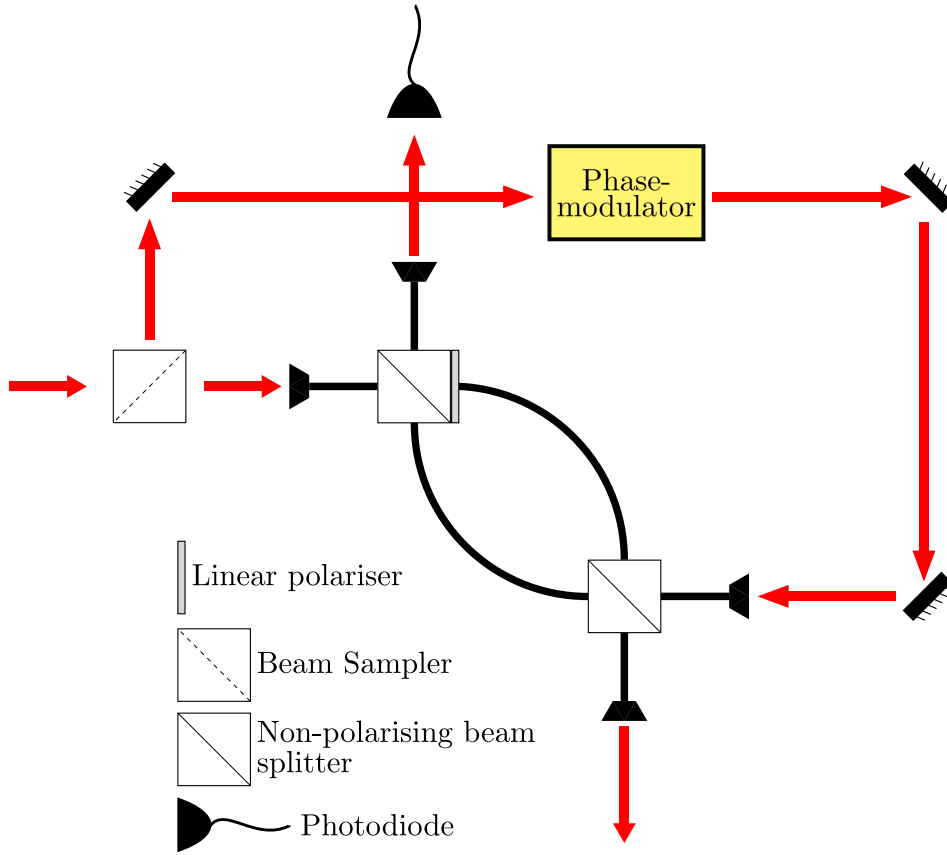 Phase-
modulator
Linear polariser
Beam Sampler
Non-polarising beam
splitter
Photodiode